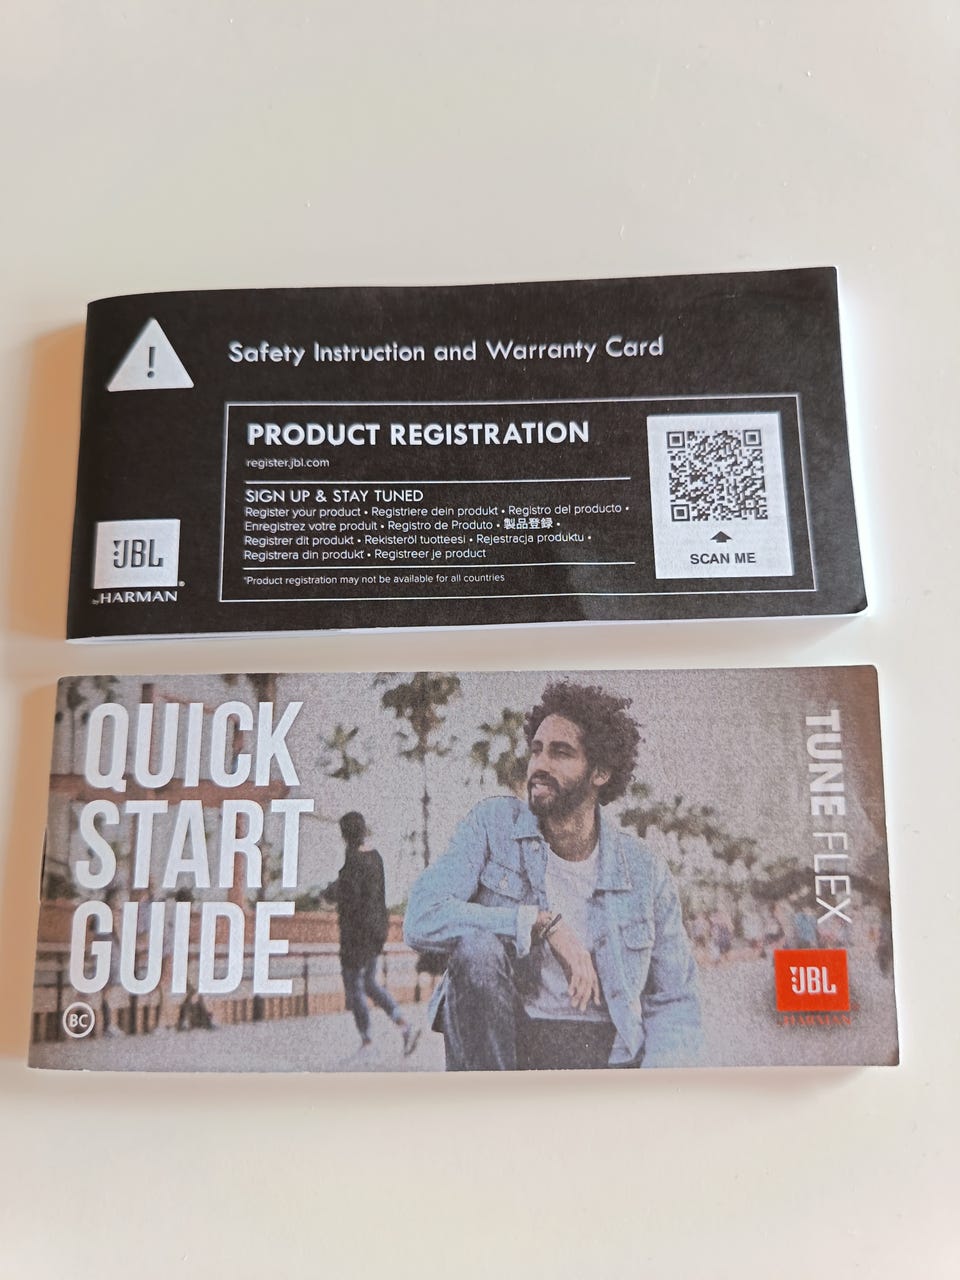 !
Safety Instruction and Warranty Card
PRODUCT REGISTRATION
register.jbl.com
SIGN UP & STAY TUNED
Register your product • Registriere dein produkt • Registro del producto •
Enregistrez votre produit • Registro de Produto • 製品登録 •
Registrer dit produkt • Rekisteröi tuotteesi • Rejestracja produktu •
Registrera din produkt • Registreer je product
*Product registration may not be available for all countries
SCAN ME
JBL
by HARMAN
QUICK
START
GUIDE
BC
TUNE FLEX
JBL
HARMAN